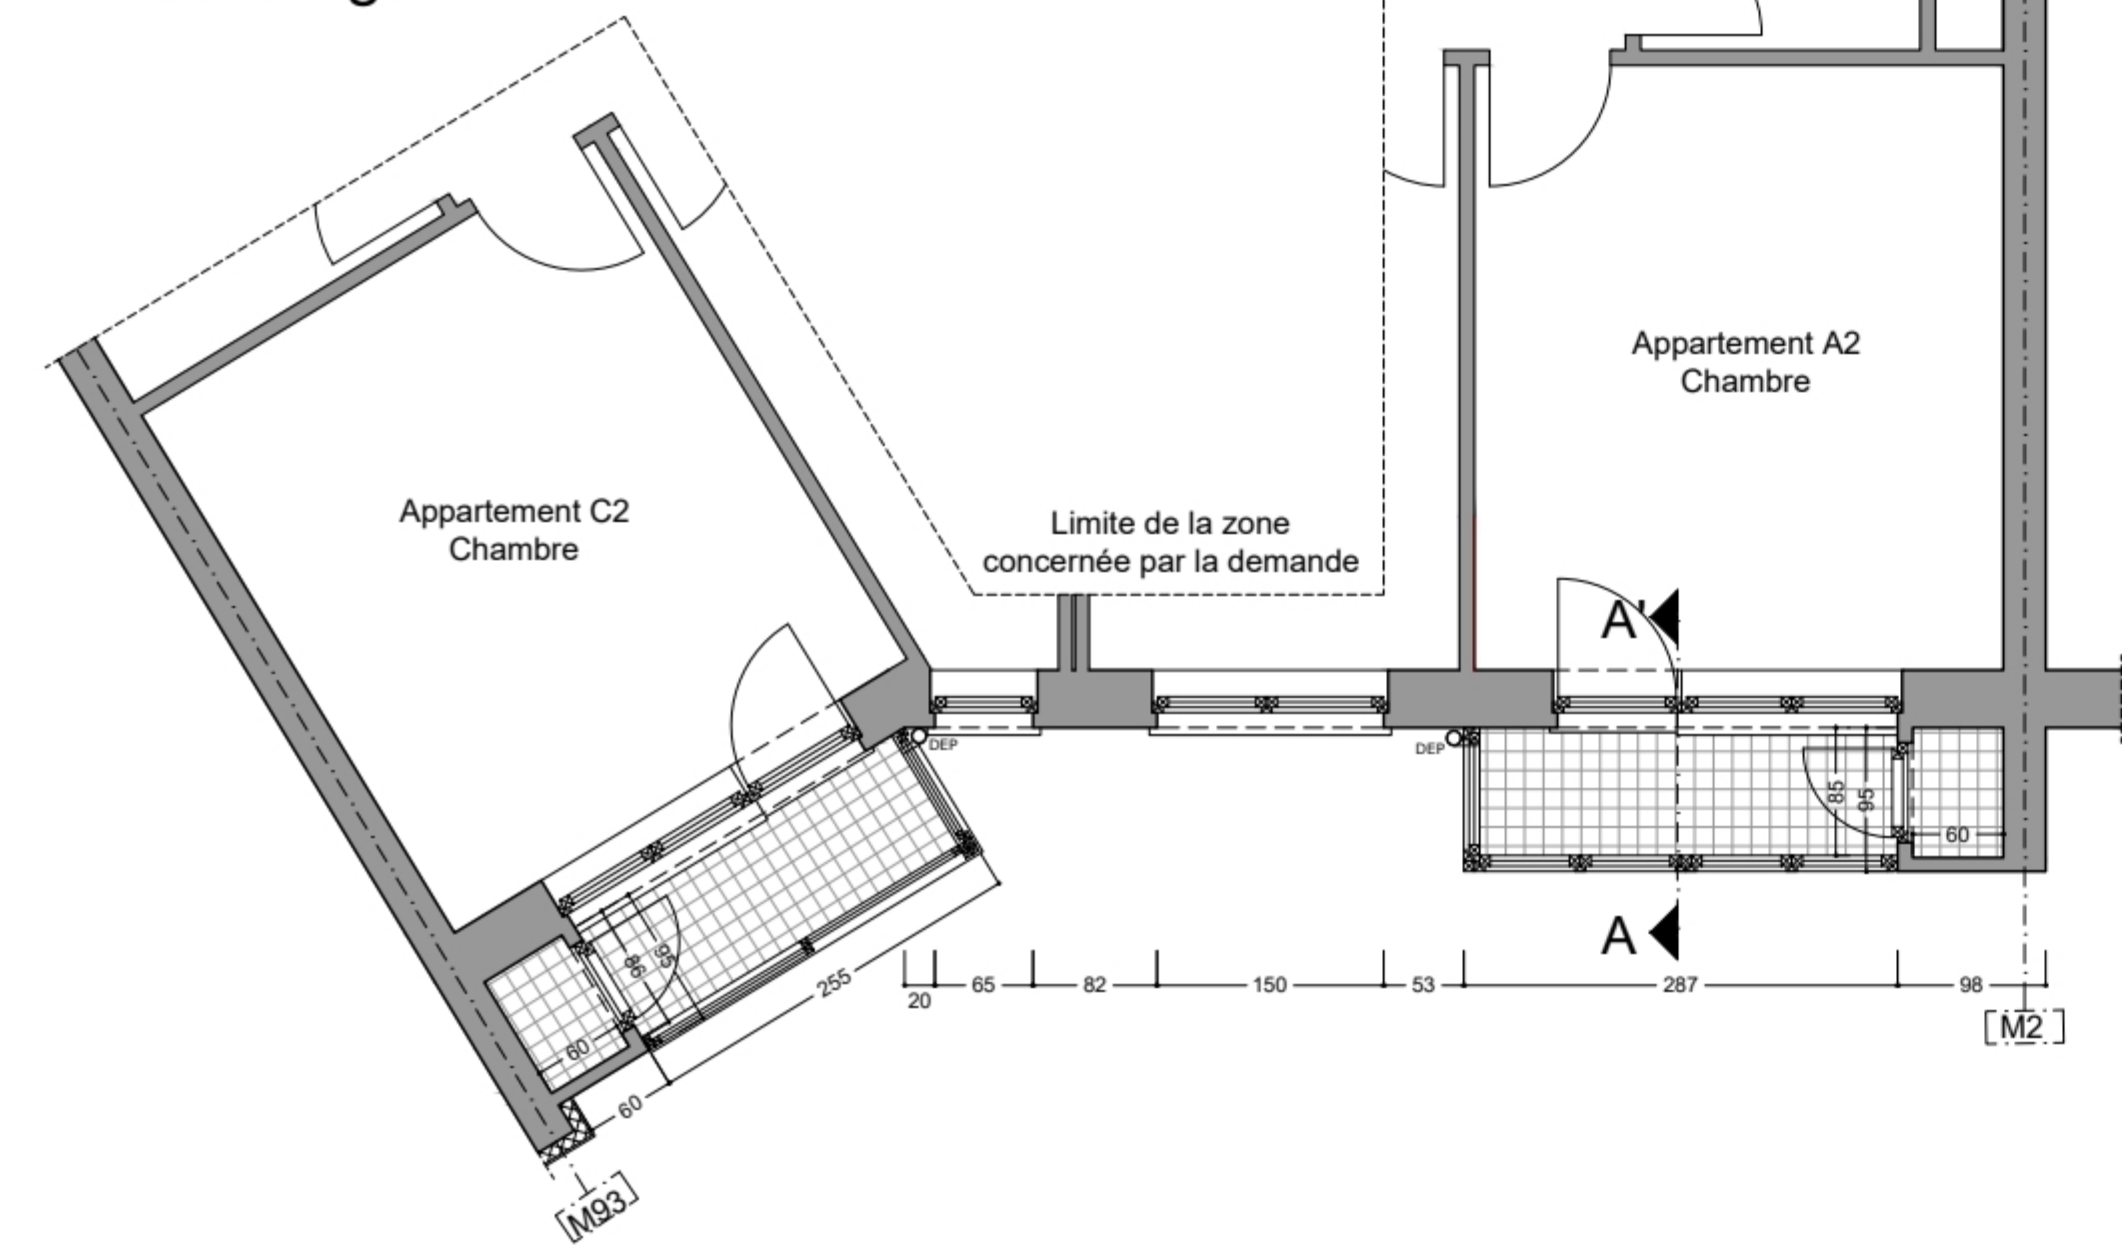 Appartement A2
Chambre
Appartement C2
Chambre
Limite de la zone
concernée par la demande
A'
DEP
DEP
85
95
60
86
95
60
255
60
A
20
65
82
150
53
287
98
M2
M93